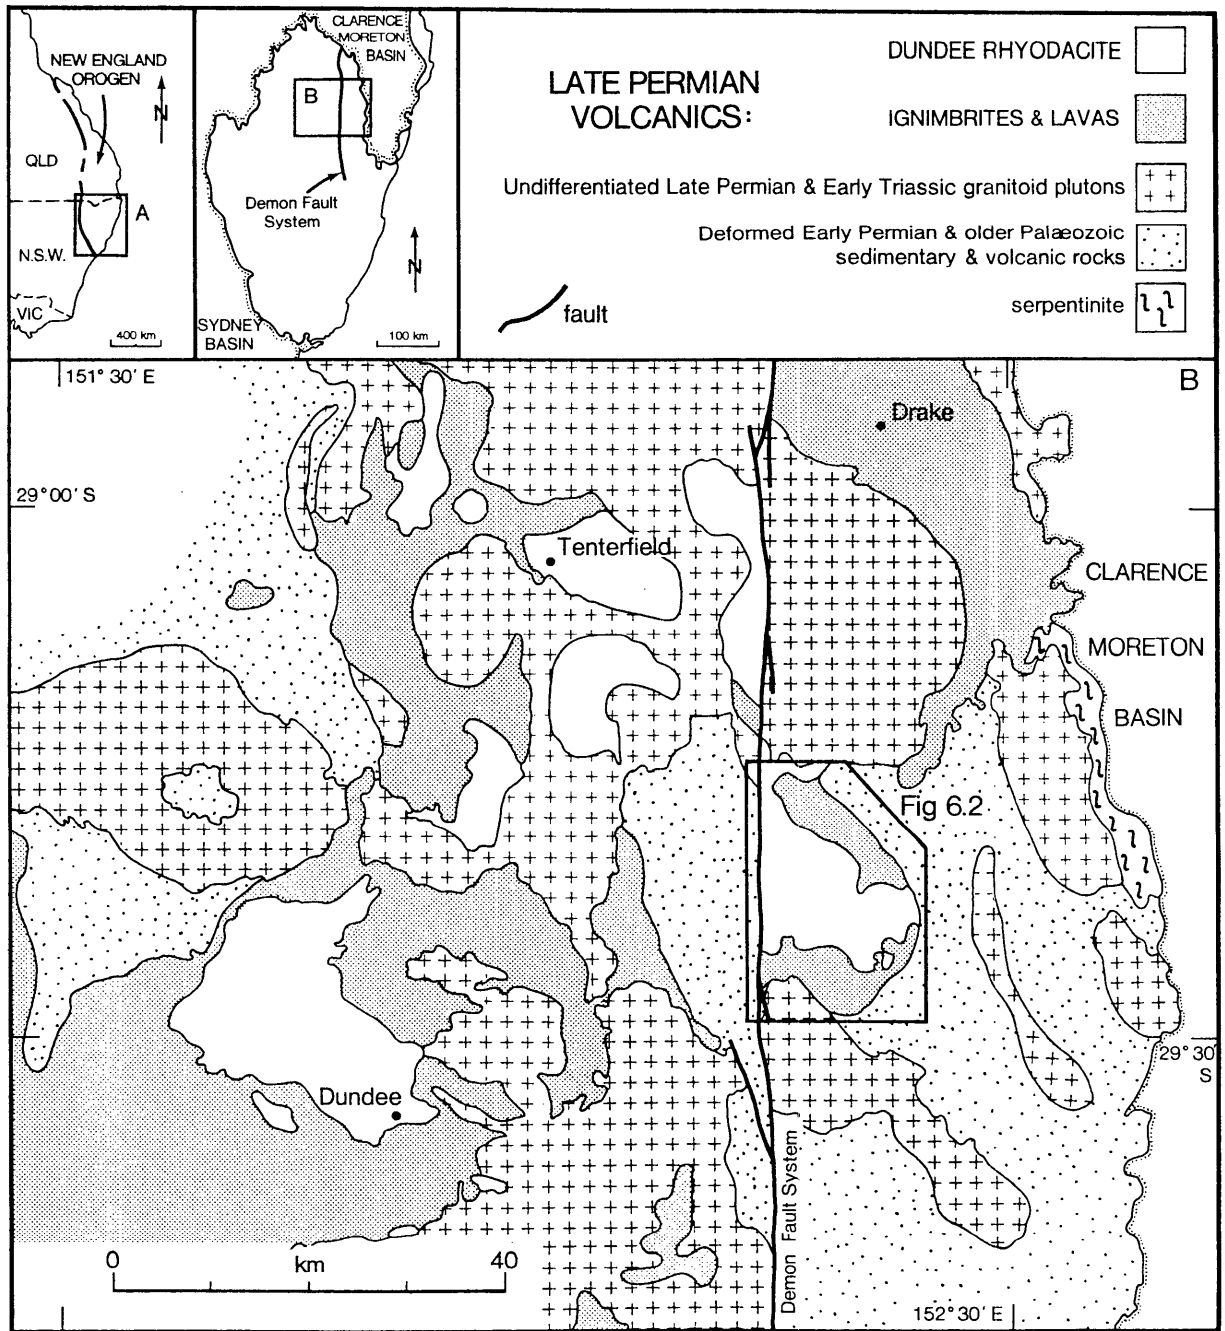 NEW ENGLAND
OROGEN
N
QLD
A
N.S.W.
VIC
400 km
CLARENCE
MORETON
BASIN
B
Demon Fault
System
N
SYDNEY
BASIN
100 km
LATE PERMIAN
VOLCANICS:
DUNDEE RHYODACITE
IGNIMBRITES & LAVAS
Undifferentiated Late Permian & Early Triassic granitoid plutons
Deformed Early Permian & older Palæozoic
sedimentary & volcanic rocks
serpentinite
fault
151° 30′ E
B
Drake
29°00′ S
Tenterfield
CLARENCE
MORETON
BASIN
Fig 6.2
29°30′
S
Dundee
Demon Fault System
0 km 40
152° 30′ E